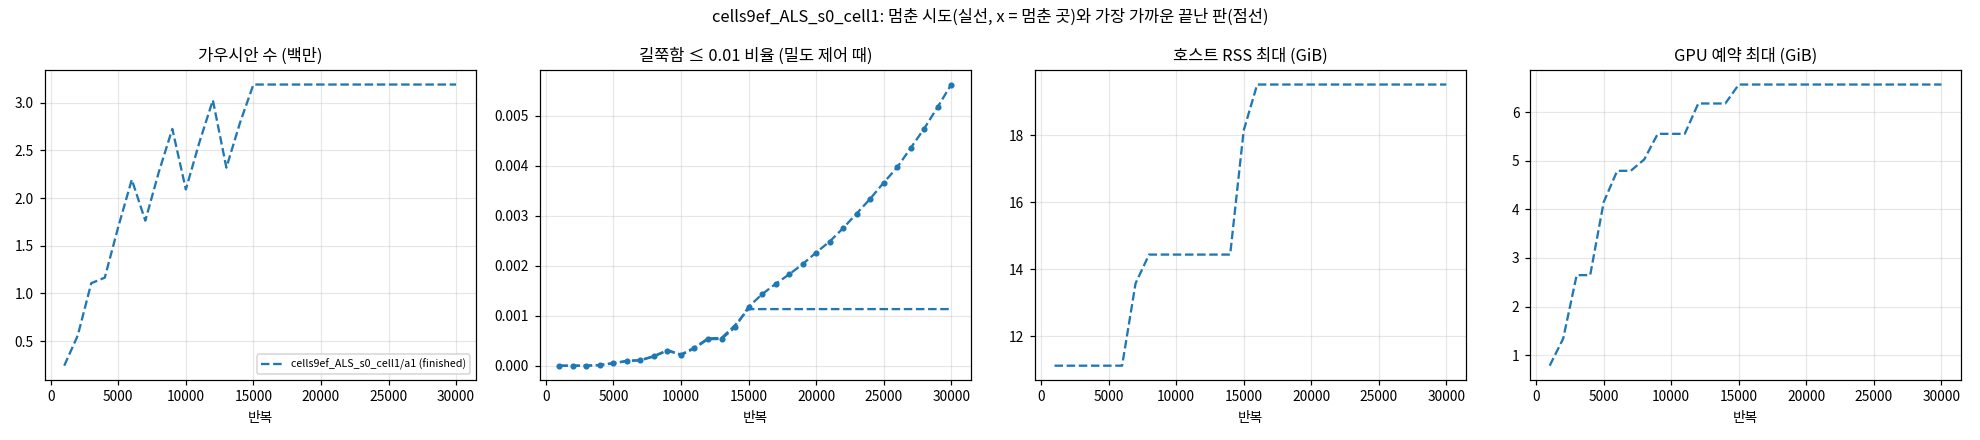 cells9ef_ALS_s0_cell1: 멈춘 시도(실선, x = 멈춘 곳)와 가장 가까운 끝난 판(점선)
가우시안 수 (백만)
3.0
2.5
2.0
1.5
1.0
0.5
0 5000 10000 15000 20000 25000 30000
반복
cells9ef_ALS_s0_cell1/a1 (finished)
길쭉함 ≤ 0.01 비율 (밀도 제어 때)
0.005
0.004
0.003
0.002
0.001
0.000
0 5000 10000 15000 20000 25000 30000
반복
호스트 RSS 최대 (GiB)
18
16
14
12
0 5000 10000 15000 20000 25000 30000
반복
GPU 예약 최대 (GiB)
6
5
4
3
2
1
0 5000 10000 15000 20000 25000 30000
반복